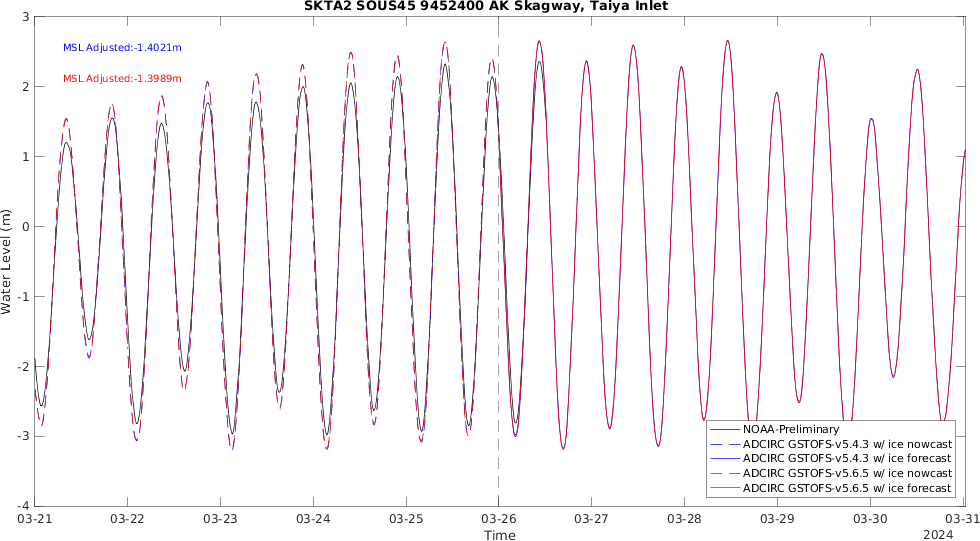 SKTA2 SOUS45 9452400 AK Skagway, Taiya Inlet
3
MSL Adjusted:-1.4021m
MSL Adjusted:-1.3989m
2
1
0
-1
-2
-3
-4
Water Level (m)
NOAA-Preliminary
ADCIRC GSTOFS-v5.4.3 w/ ice nowcast
ADCIRC GSTOFS-v5.4.3 w/ ice forecast
ADCIRC GSTOFS-v5.6.5 w/ ice nowcast
ADCIRC GSTOFS-v5.6.5 w/ ice forecast
03-21 03-22 03-23 03-24 03-25 03-26 03-27 03-28 03-29 03-30 03-31
Time
2024